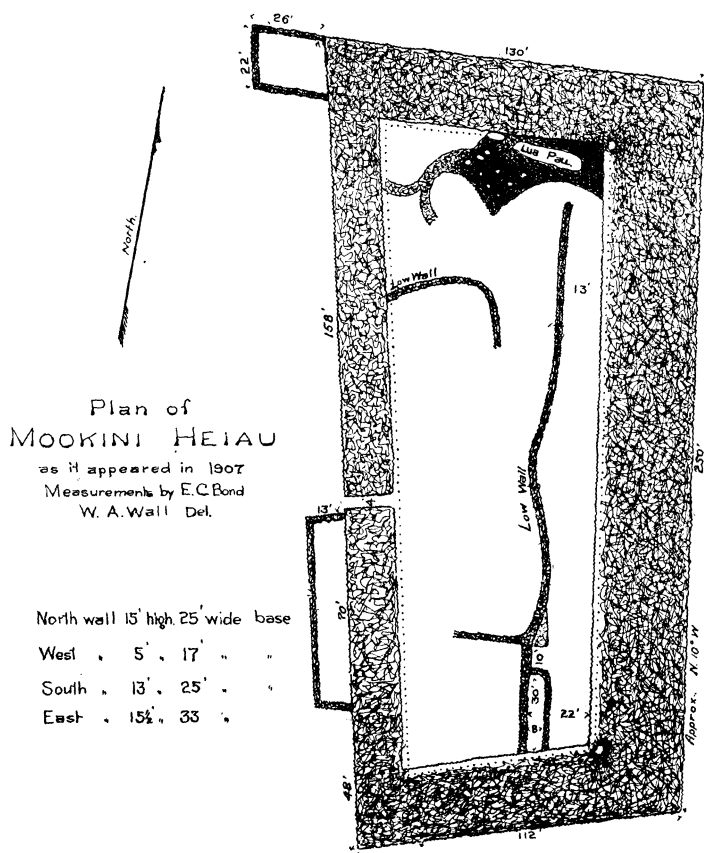 26'
22'
130'
North.
Lua Pau.
Low Wall
13'
158'
Plan of
MOOKINI HEIAU
as it appeared in 1907
Measurements by E.C Bond
W. A. Wall Del.
Low Wall
13'
4'
70'
North wall 15' high. 25' wide base
West " 5' " 17' " "
South " 13' " 25' " "
East " 15½' " 33 "
10'
30'
22'
8'
Approx. N. 10° W
48'
112'